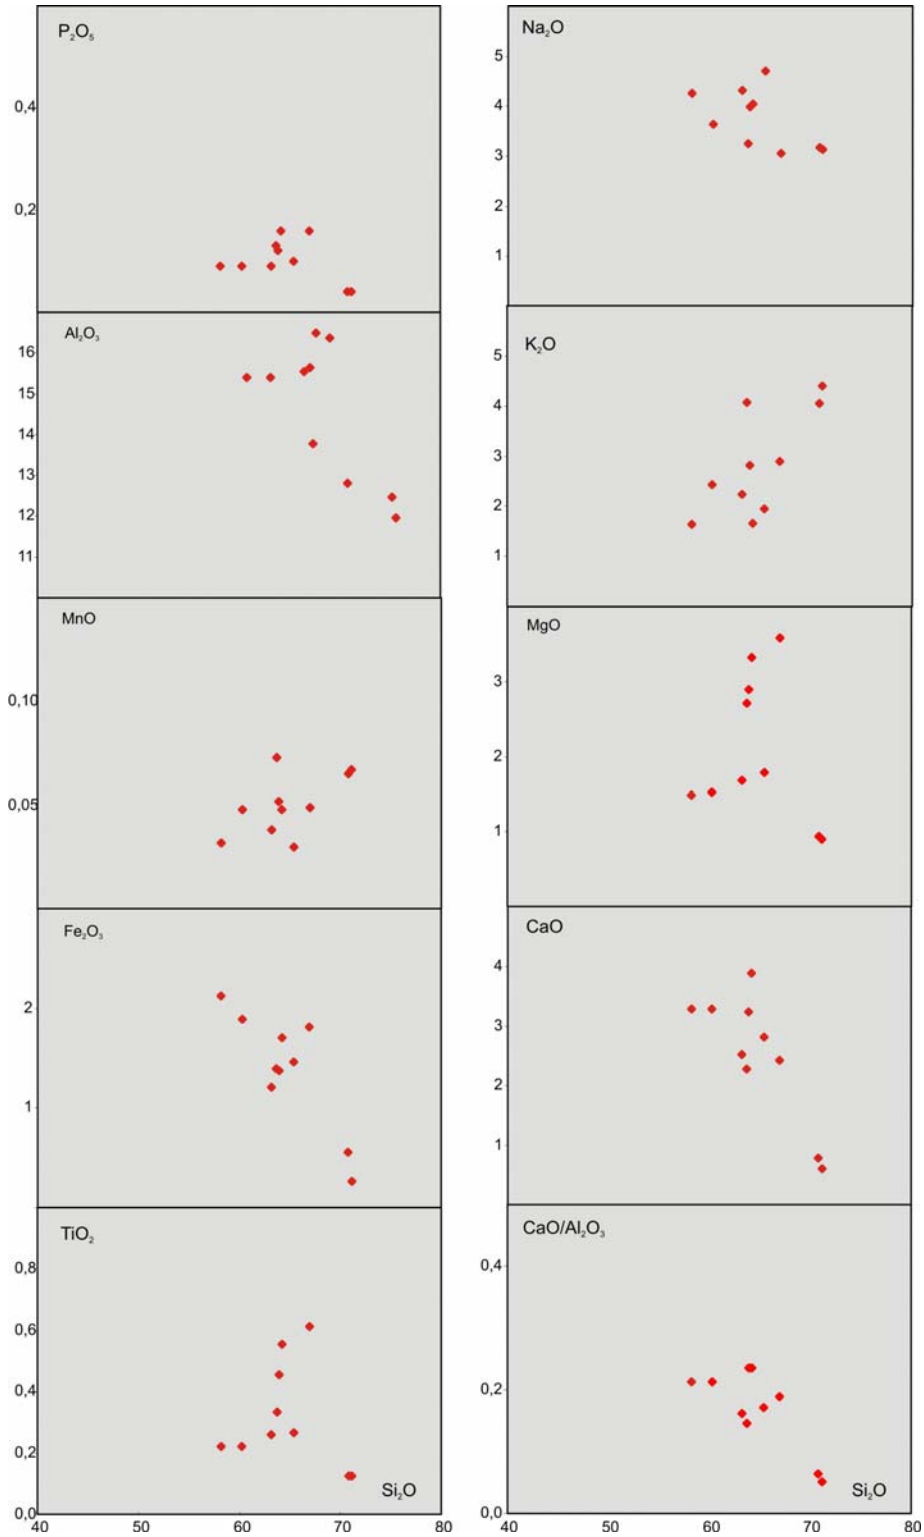 P₂O₅
0,4
0,2
Al₂O₃
16
15
14
13
12
11
MnO
0,10
0,05
Fe₂O₃
2
1
TiO₂
0,8
0,6
0,4
0,2
0,0
Si₂O
40 50 60 70 80
Na₂O
5
4
3
2
1
K₂O
5
4
3
2
1
MgO
3
2
1
CaO
4
3
2
1
CaO/Al₂O₃
0,4
0,2
0,0
Si₂O
40 50 60 70 80